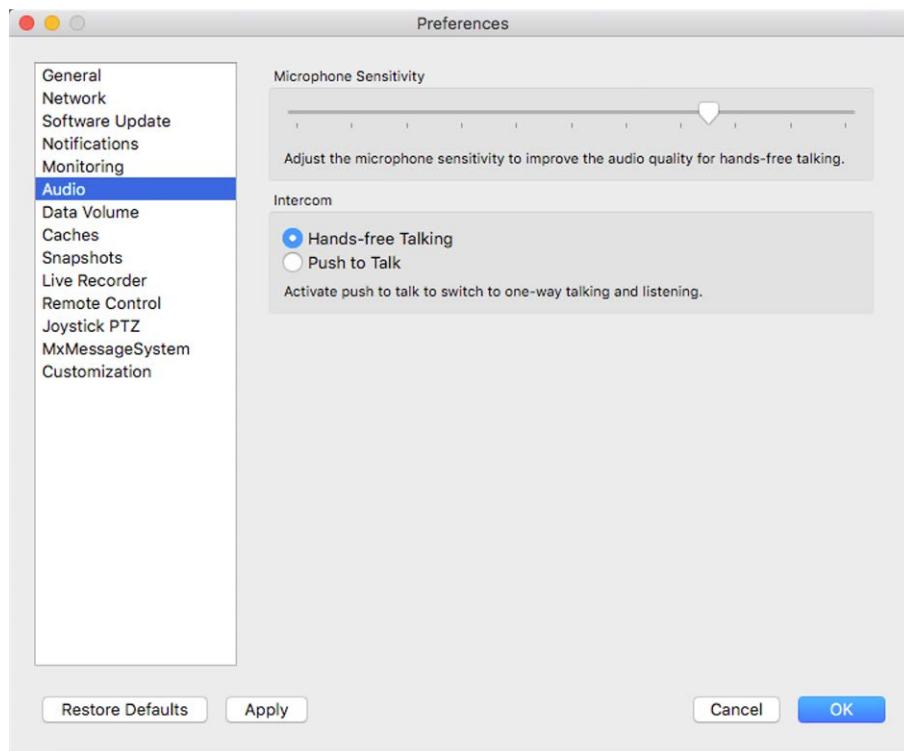 Preferences
General
Network
Software Update
Notifications
Monitoring
Audio
Data Volume
Caches
Snapshots
Live Recorder
Remote Control
Joystick PTZ
MxMessageSystem
Customization
Microphone Sensitivity
Adjust the microphone sensitivity to improve the audio quality for hands-free talking.
Intercom
Hands-free Talking
Push to Talk
Activate push to talk to switch to one-way talking and listening.
Restore Defaults
Apply
Cancel
OK